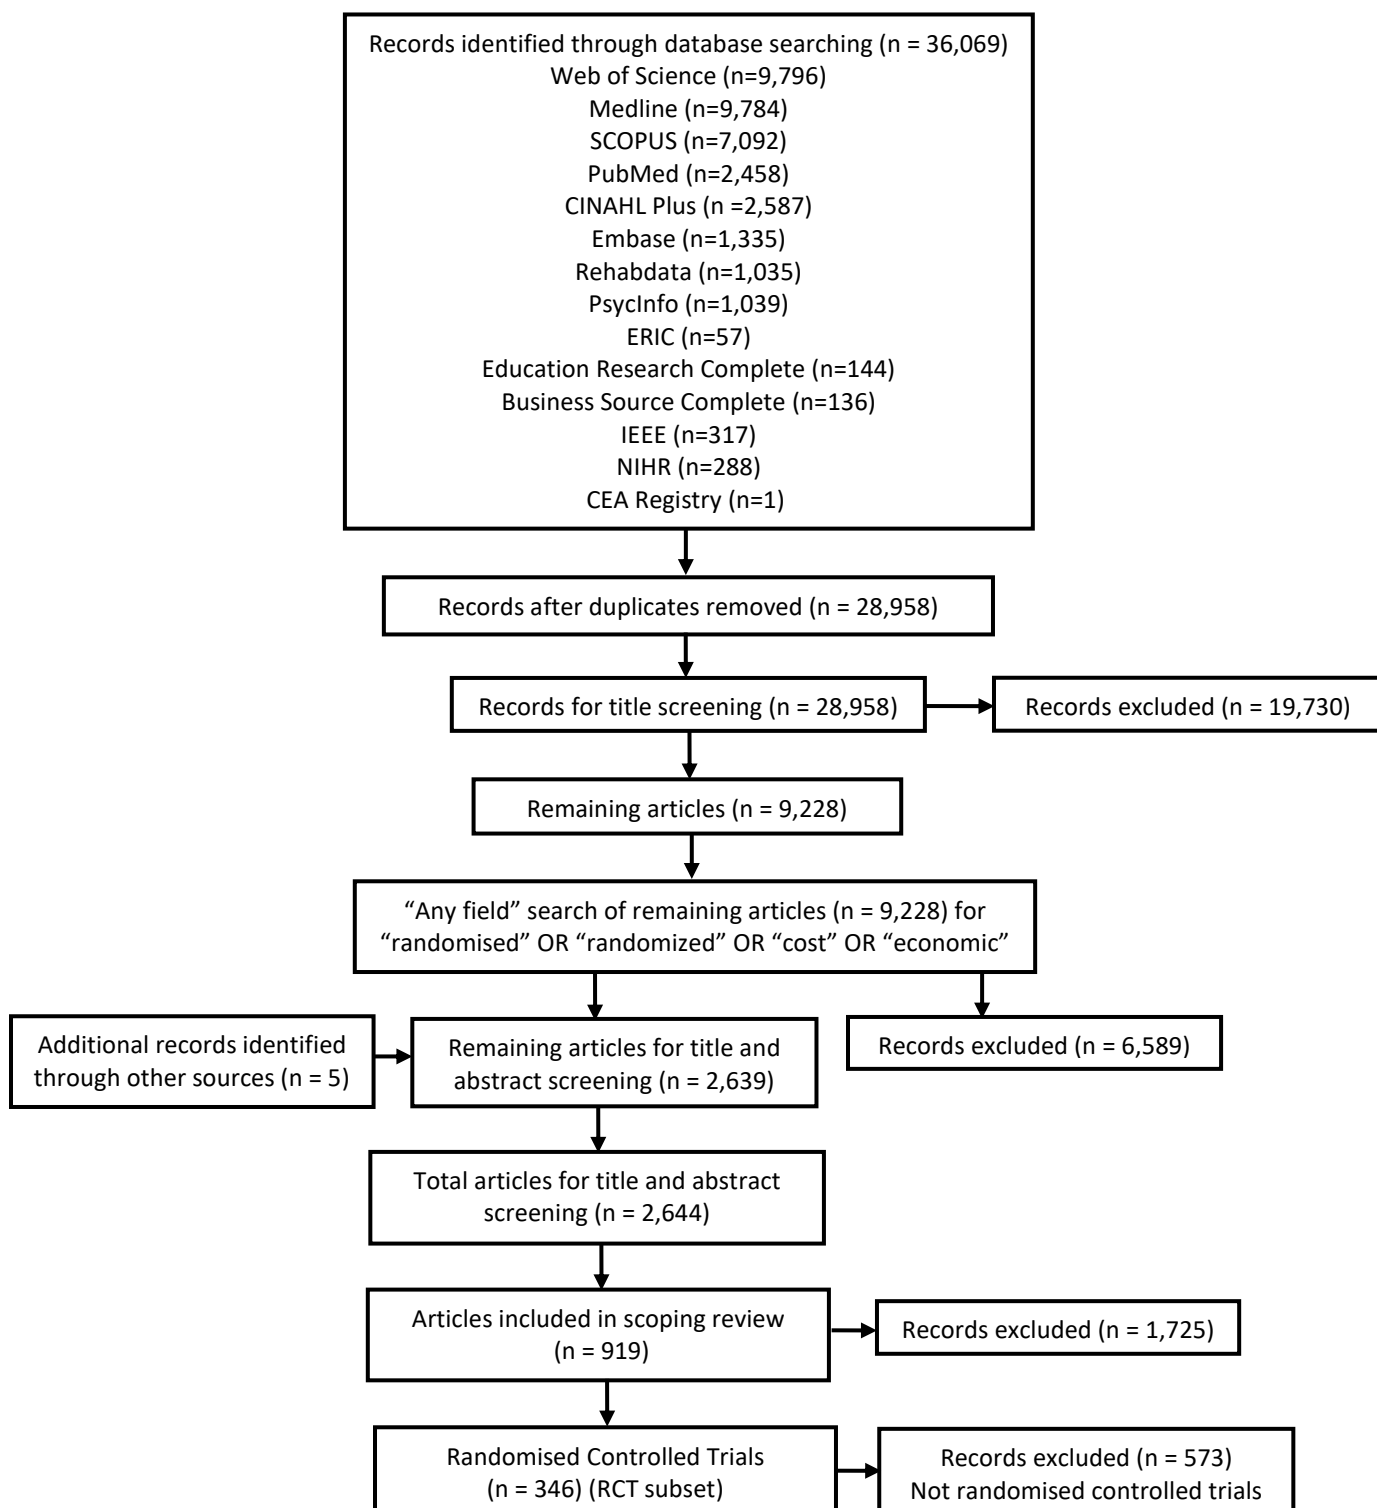 Records identified through database searching (n = 36,069)
Web of Science (n=9,796)
Medline (n=9,784)
SCOPUS (n=7,092)
PubMed (n=2,458)
CINAHL Plus (n =2,587)
Embase (n=1,335)
Rehabdata (n=1,035)
PsycInfo (n=1,039)
ERIC (n=57)
Education Research Complete (n=144)
Business Source Complete (n=136)
IEEE (n=317)
NIHR (n=288)
CEA Registry (n=1)
Records after duplicates removed (n = 28,958)
Records for title screening (n = 28,958)
Records excluded (n = 19,730)
Remaining articles (n = 9,228)
“Any field” search of remaining articles (n = 9,228) for
“randomised” OR “randomized” OR “cost” OR “economic”
Additional records identified
through other sources (n = 5)
Remaining articles for title and
abstract screening (n = 2,639)
Records excluded (n = 6,589)
Total articles for title and abstract
screening (n = 2,644)
Articles included in scoping review
(n = 919)
Records excluded (n = 1,725)
Randomised Controlled Trials
(n = 346) (RCT subset)
Records excluded (n = 573)
Not randomised controlled trials